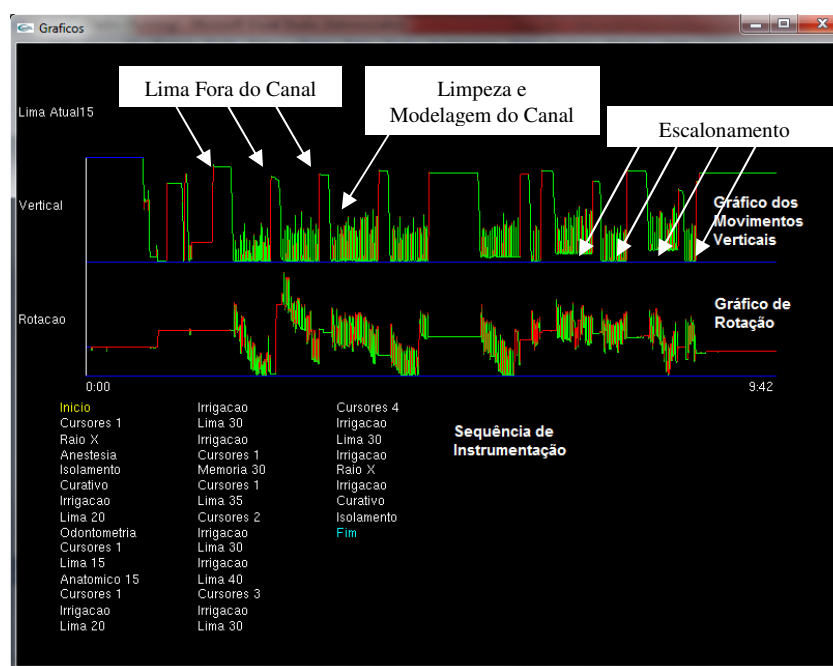 Graficos
Lima Fora do Canal
Limpeza e
Modelagem do Canal
Escalonamento
Lima Atual15
Vertical
Gráfico dos
Movimentos
Verticais
Rotacao
Gráfico de
Rotação
0:00
9:42
Inicio
Cursores 1
Raio X
Anestesia
Isolamento
Curativo
Irrigacao
Lima 20
Odontometria
Cursores 1
Lima 15
Anatomico 15
Cursores 1
Irrigacao
Lima 20
Irrigacao
Lima 30
Irrigacao
Cursores 1
Memoria 30
Cursores 1
Lima 35
Cursores 2
Irrigacao
Lima 30
Irrigacao
Lima 40
Cursores 3
Irrigacao
Lima 30
Cursores 4
Irrigacao
Lima 30
Irrigacao
Raio X
Irrigacao
Curativo
Isolamento
Fim
Sequência de
Instrumentação